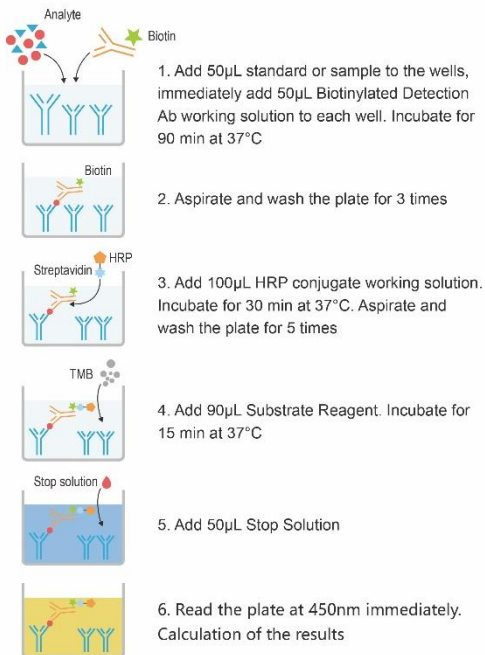 Analyte
Biotin
1. Add 50μL standard or sample to the wells,
immediately add 50μL Biotinylated Detection
Ab working solution to each well. Incubate for
90 min at 37°C
Biotin
2. Aspirate and wash the plate for 3 times
HRP
Streptavidin
3. Add 100μL HRP conjugate working solution.
Incubate for 30 min at 37°C. Aspirate and
wash the plate for 5 times
TMB
4. Add 90μL Substrate Reagent. Incubate for
15 min at 37°C
Stop solution
5. Add 50μL Stop Solution
6. Read the plate at 450nm immediately.
Calculation of the results